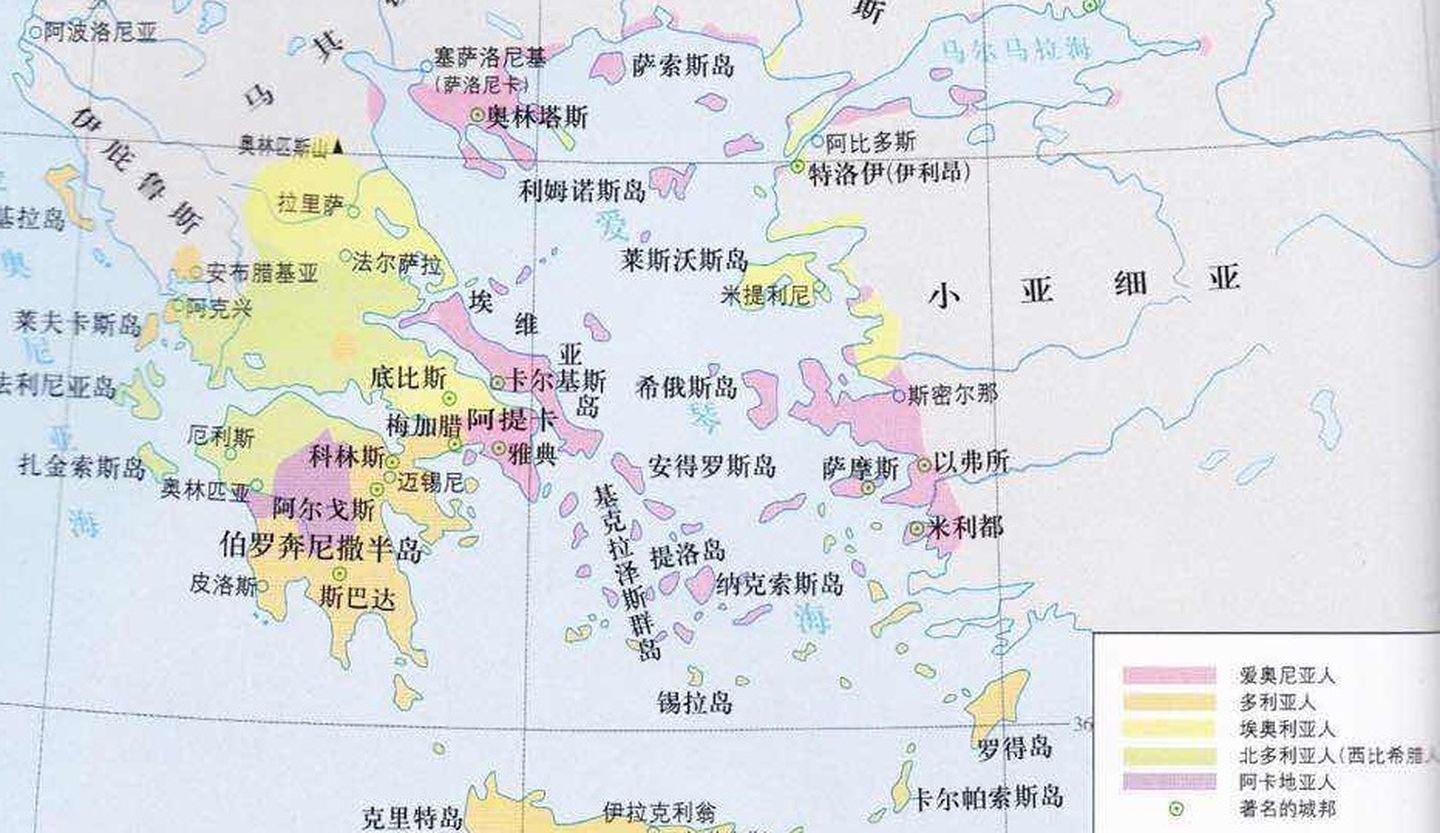 阿波洛尼亚
马其
斯
马尔马拉海
塞萨洛尼基
(萨洛尼卡)
萨索斯岛
奥林塔斯
伊庇鲁斯
奥林匹斯山
阿比多斯
特洛伊(伊利昂)
利姆诺斯岛
拉里萨
基拉岛
爱琴海
莱斯沃斯岛
法尔萨拉
安布腊基亚
米提利尼
小亚细亚
阿克兴
莱夫卡斯岛
奥尼亚海
埃维亚岛
法利尼亚岛
底比斯
卡尔基斯
希俄斯岛
斯密尔那
梅加腊
阿提卡
厄利斯
科林斯
雅典
扎金索斯岛
安得罗斯岛
萨摩斯
以弗所
奥林匹亚
迈锡尼
基克拉泽斯群岛
阿尔戈斯
米利都
伯罗奔尼撒半岛
提洛岛
皮洛斯
斯巴达
纳克索斯岛
锡拉岛
36
罗得岛
卡尔帕索斯岛
克里特岛
伊拉克利翁
爱奥尼亚人
多利亚人
埃奥利亚人
北多利亚人(西比希腊人
阿卡地亚人
著名的城邦